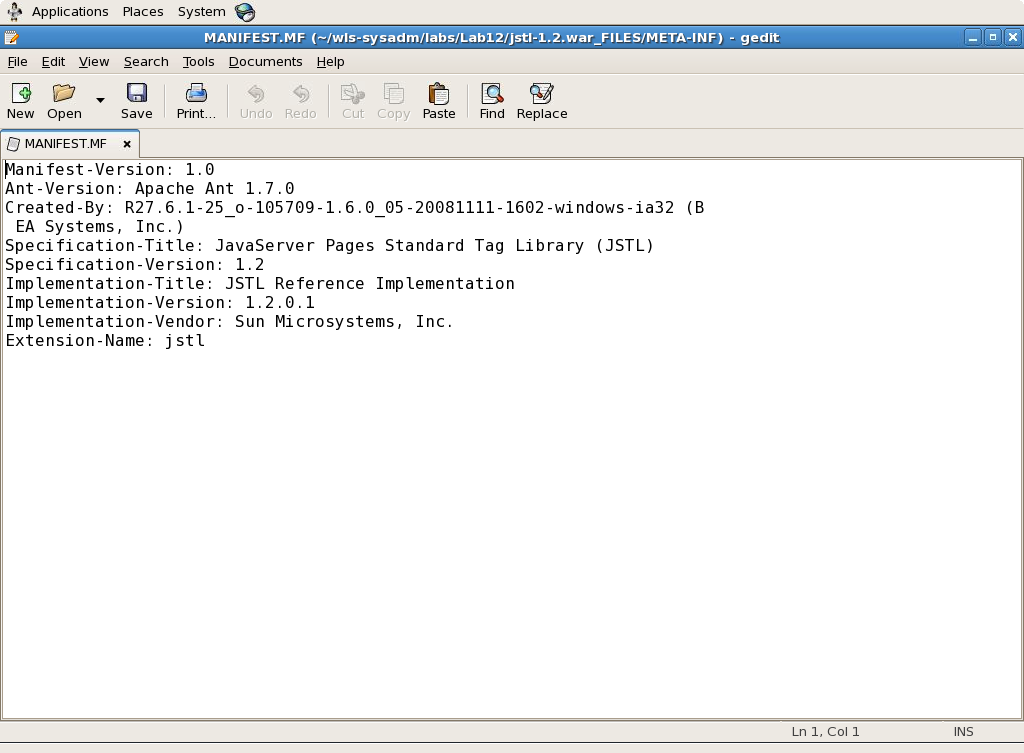 Applications Places System
MANIFEST.MF (~/wls-sysadm/labs/Lab12/jstl-1.2.war_FILES/META-INF) - gedit
File Edit View Search Tools Documents Help
New Open Save Print... Undo Redo Cut Copy Paste Find Replace
MANIFEST.MF
Manifest-Version: 1.0
Ant-Version: Apache Ant 1.7.0
Created-By: R27.6.1-25_o-105709-1.6.0_05-20081111-1602-windows-ia32 (B
 EA Systems, Inc.)
Specification-Title: JavaServer Pages Standard Tag Library (JSTL)
Specification-Version: 1.2
Implementation-Title: JSTL Reference Implementation
Implementation-Version: 1.2.0.1
Implementation-Vendor: Sun Microsystems, Inc.
Extension-Name: jstl
Ln 1, Col 1 INS